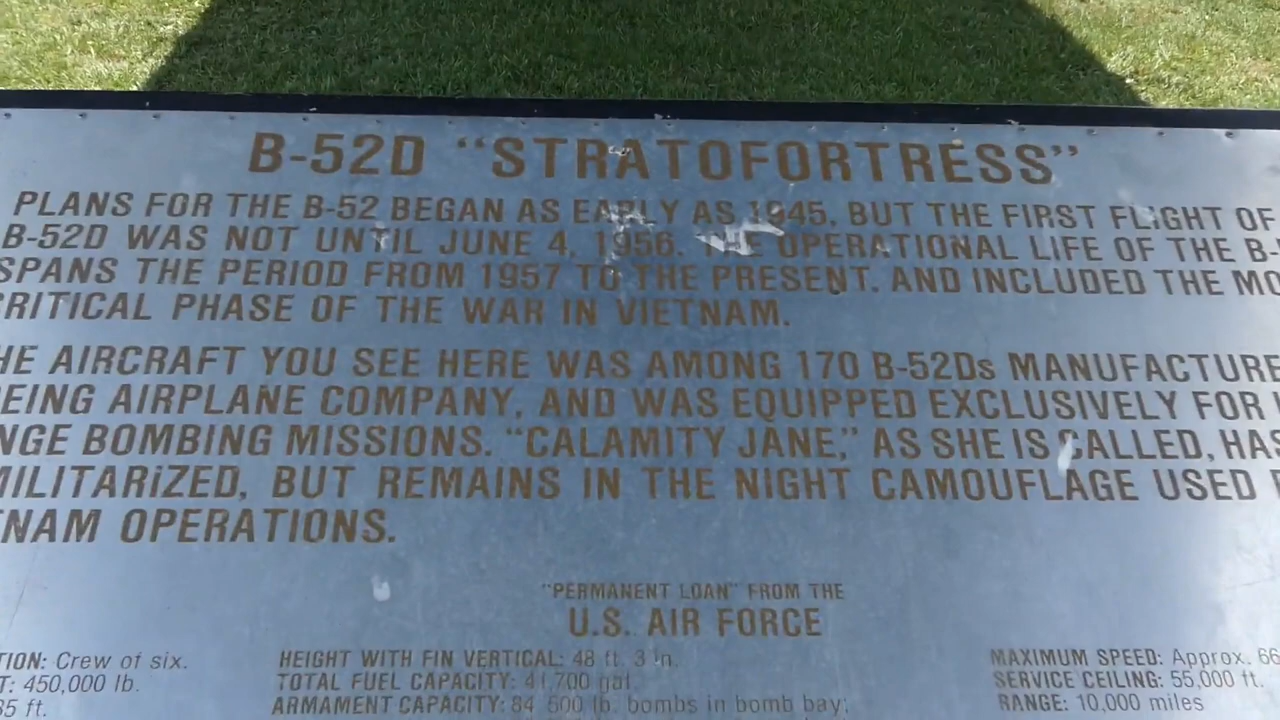 B-52D "STRATOFORTRESS"
PLANS FOR THE B-52 BEGAN AS EARLY AS 1945, BUT THE FIRST FLIGHT OF
B-52D WAS NOT UNTIL JUNE 4, 1956. THE OPERATIONAL LIFE OF THE B-
SPANS THE PERIOD FROM 1957 TO THE PRESENT, AND INCLUDED THE MO
RITICAL PHASE OF THE WAR IN VIETNAM.
HE AIRCRAFT YOU SEE HERE WAS AMONG 170 B-52Ds MANUFACTURE
EING AIRPLANE COMPANY, AND WAS EQUIPPED EXCLUSIVELY FOR
NGE BOMBING MISSIONS. "CALAMITY JANE," AS SHE IS CALLED, HAS
MILITARiZED, BUT REMAINS IN THE NIGHT CAMOUFLAGE USED
NAM OPERATIONS.
"PERMANENT LOAN" FROM THE
U.S. AIR FORCE
TION: Crew of six. HEIGHT WITH FIN VERTICAL: 48 ft. 3 in. MAXIMUM SPEED: Approx. 66
T: 450,000 lb. TOTAL FUEL CAPACITY: 41,700 gal. SERVICE CEILING: 55,000 ft.
85 ft. ARMAMENT CAPACITY: 84 500 lb. bombs in bomb bay; RANGE: 10,000 miles